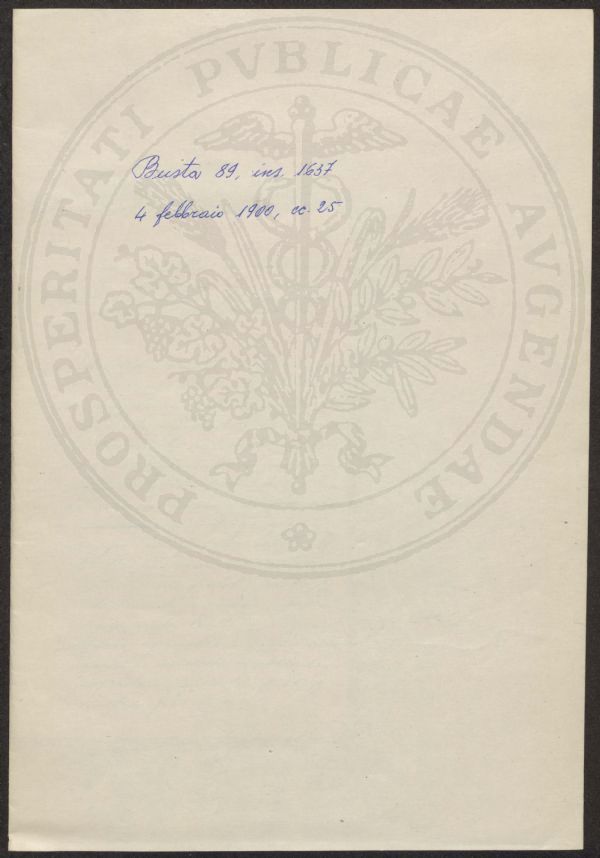 PROSPERITATI PVBLICAE AVGENDAE
Busta 89, ins. 1637
4 febbraio 1900, cc. 25